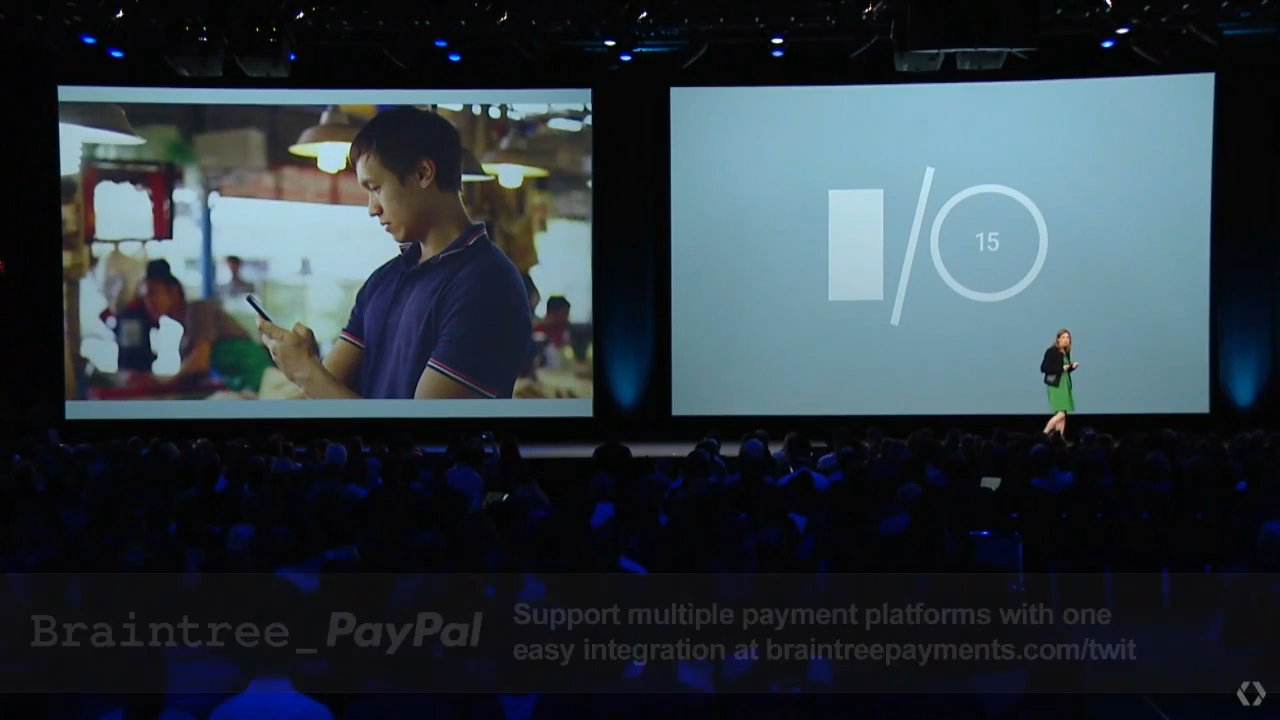 I/O
15
Braintree_PayPal
Support multiple payment platforms with one
easy integration at braintreepayments.com/twit